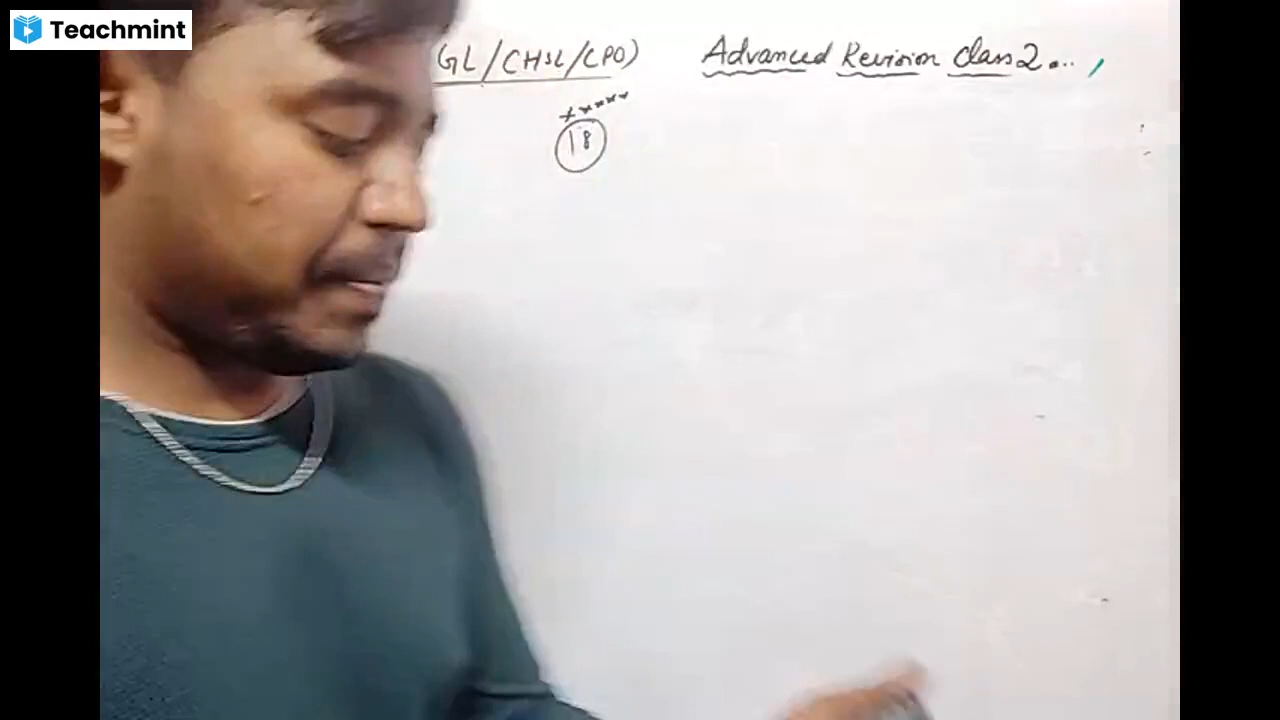 Teachmint
GL/CHSL/CPO) Advanced Revision Class 2...,
18